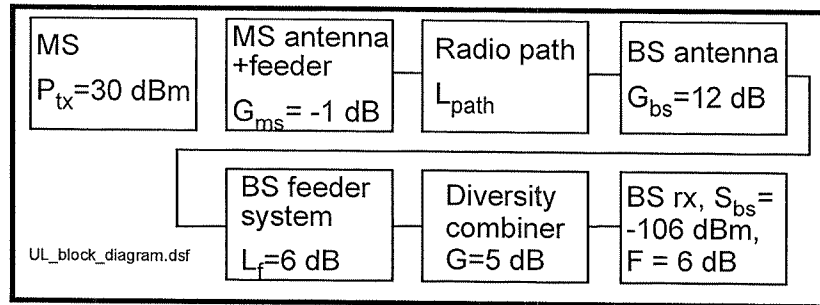 MS
P_tx=30 dBm
MS antenna
+feeder
G_ms= -1 dB
Radio path
L_path
BS antenna
G_bs=12 dB
BS feeder
system
L_f=6 dB
Diversity
combiner
G=5 dB
BS rx, S_bs=
-106 dBm,
F = 6 dB
UL_block_diagram.dsf